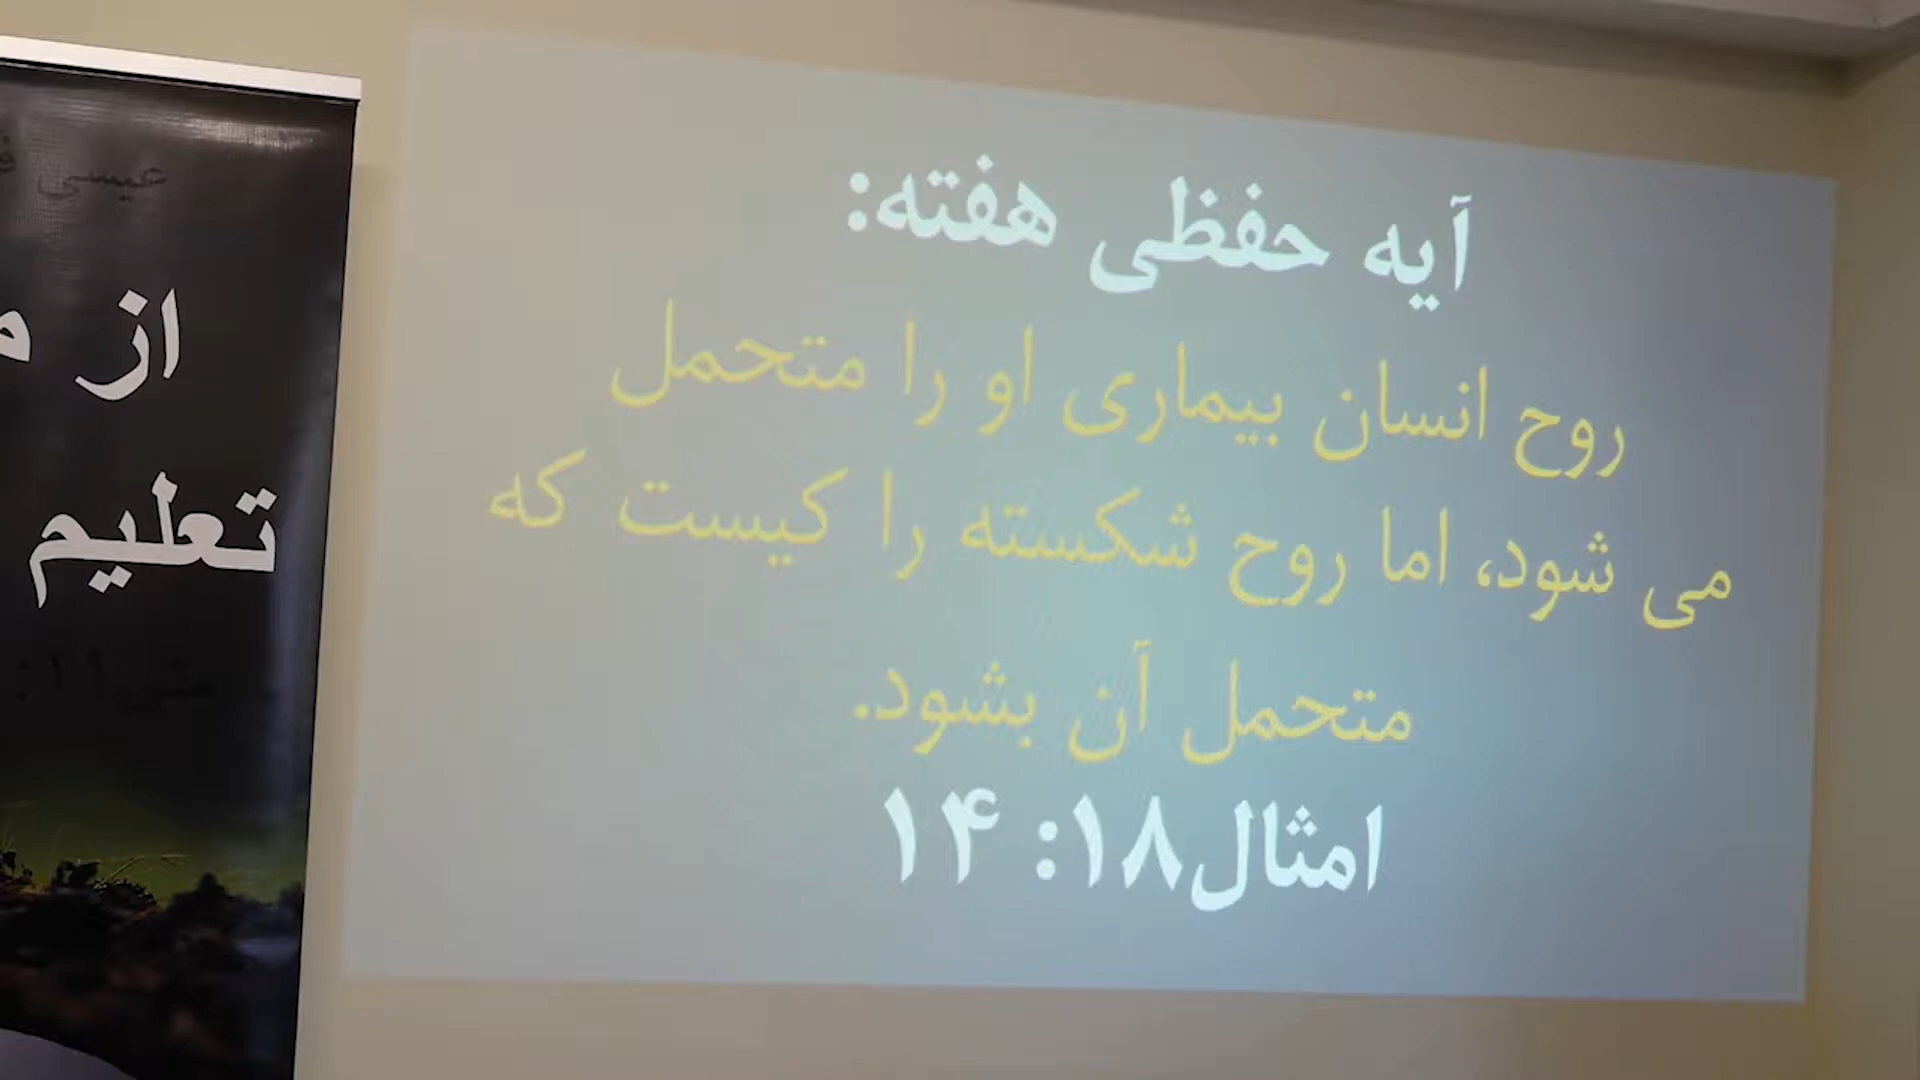 آیه حفظی هفته:
روح انسان بیماری او را متحمل
می شود، اما روح شکسته را کیست که
متحمل آن بشود.
امثال۱۸: ۱۴
از
تعلیم